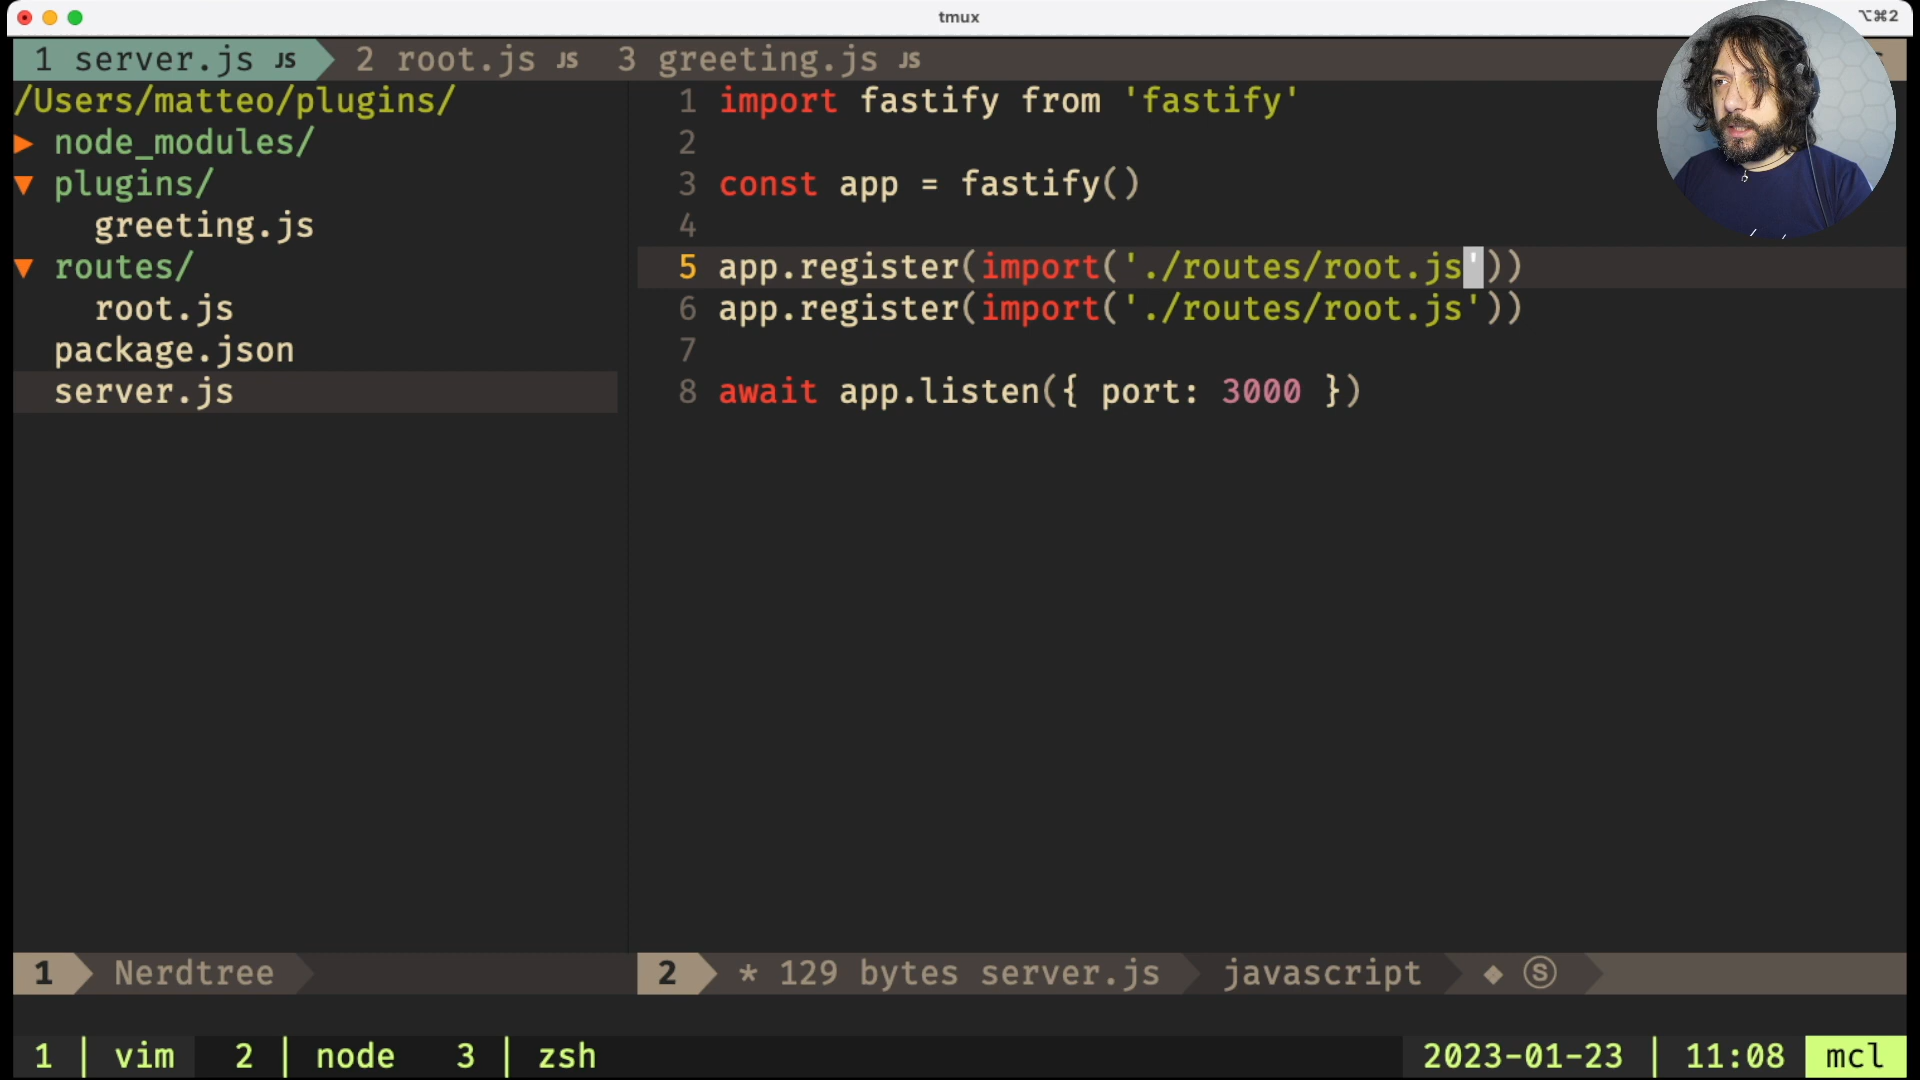 tmux
⌥⌘2
1 server.js JS 2 root.js JS 3 greeting.js JS
/Users/matteo/plugins/
▸ node_modules/
▾ plugins/
greeting.js
▾ routes/
root.js
package.json
server.js
1 import fastify from 'fastify'
2
3 const app = fastify()
4
5 app.register(import('./routes/root.js'))
6 app.register(import('./routes/root.js'))
7
8 await app.listen({ port: 3000 })
1 Nerdtree
2 * 129 bytes server.js javascript ◆ Ⓢ
1 | vim 2 | node 3 | zsh 2023-01-23 | 11:08 mcl